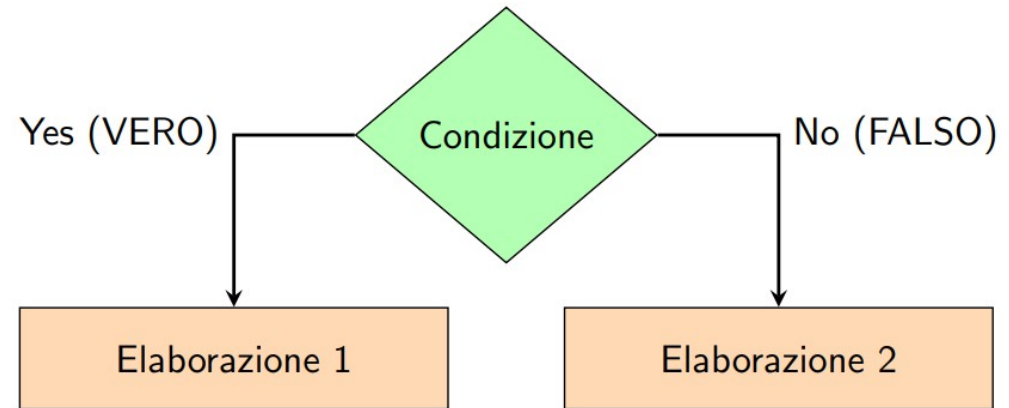 Yes (VERO)
Condizione
No (FALSO)
Elaborazione 1
Elaborazione 2